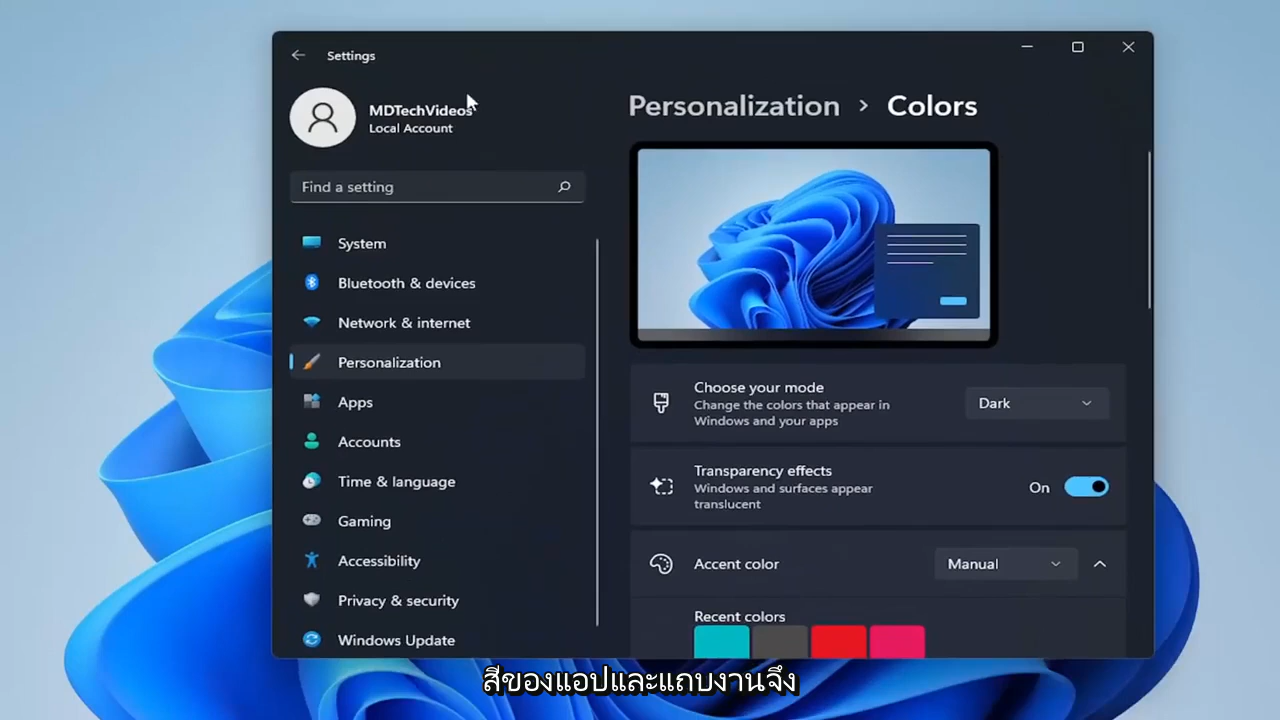 Settings
MDTechVideos
Local Account
Find a setting
System
Bluetooth & devices
Network & internet
Personalization
Apps
Accounts
Time & language
Gaming
Accessibility
Privacy & security
Windows Update
Personalization > Colors
Choose your mode
Change the colors that appear in
Windows and your apps
Dark
Transparency effects
Windows and surfaces appear
translucent
On
Accent color
Manual
Recent colors
สีของแอปและแถบงานจึง